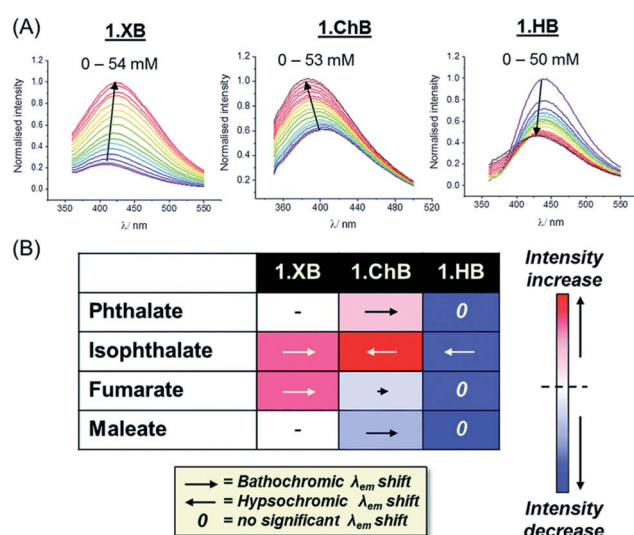 (A)
1.XB
1.ChB
1.HB
0 – 54 mM
0 – 53 mM
0 – 50 mM
Normalised intensity
1.2
1.0
0.8
0.6
0.4
0.2
0.0
350 400 450 500 550
λ/ nm
Normalised intensity
1.2
1.0
0.8
0.6
0.4
0.2
0.0
360 400 440 480 520
λ/ nm
Normalised intensity
1.2
1.0
0.8
0.6
0.4
0.2
0.0
350 400 450 500 550
λ/ nm
(B)
1.XB 1.ChB 1.HB
Phthalate - → 0
Isophthalate → ← ←
Fumarate → → 0
Maleate - → 0
Intensity
increase
Intensity
decrease
→ = Bathochromic λem shift
← = Hypsochromic λem shift
0 = no significant λem shift